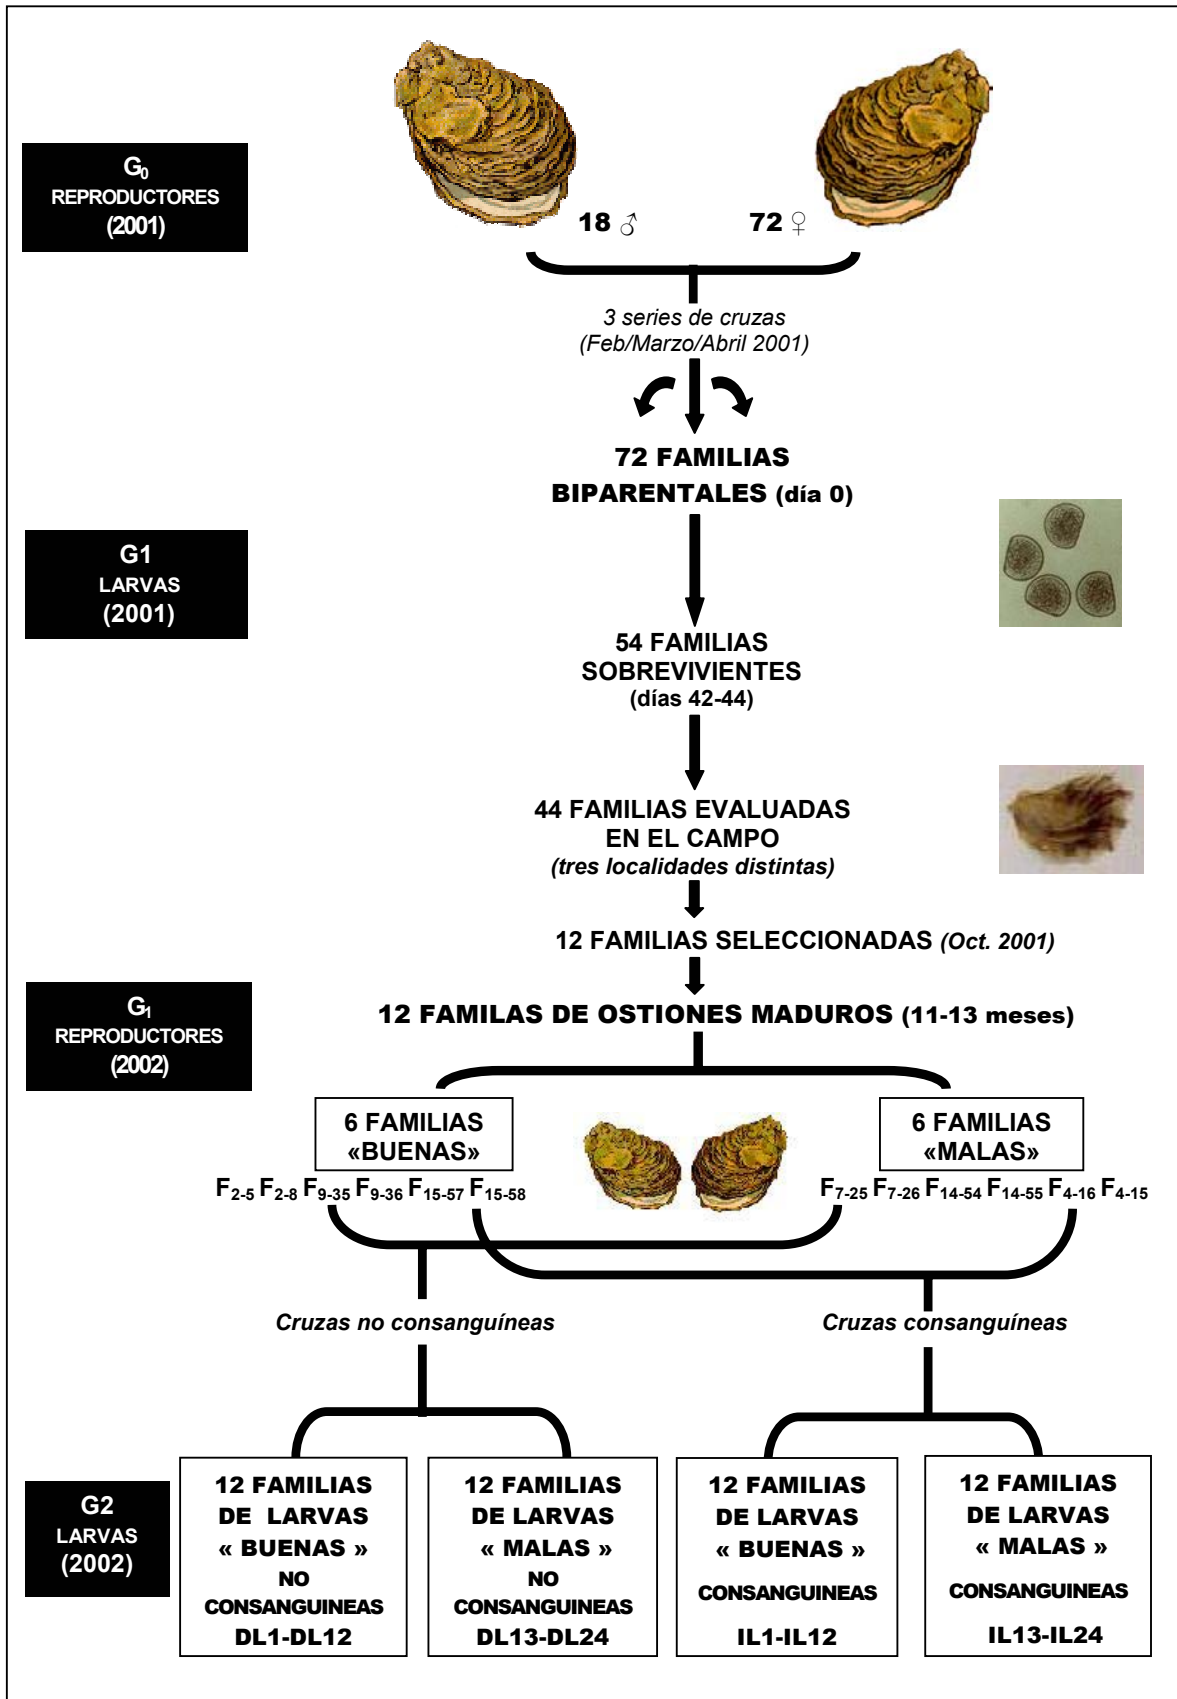 G0
REPRODUCTORES
(2001)
18 ♂
72 ♀
3 series de cruzas
(Feb/Marzo/Abril 2001)
72 FAMILIAS
BIPARENTALES (día 0)
G1
LARVAS
(2001)
54 FAMILIAS
SOBREVIVIENTES
(días 42-44)
44 FAMILIAS EVALUADAS
EN EL CAMPO
(tres localidades distintas)
12 FAMILIAS SELECCIONADAS (Oct. 2001)
G1
REPRODUCTORES
(2002)
12 FAMILAS DE OSTIONES MADUROS (11-13 meses)
6 FAMILIAS
«BUENAS»
6 FAMILIAS
«MALAS»
F2-5 F2-8 F9-35 F9-36 F15-57 F15-58
F7-25 F7-26 F14-54 F14-55 F4-16 F4-15
Cruzas no consanguíneas
Cruzas consanguíneas
G2
LARVAS
(2002)
12 FAMILIAS
DE LARVAS
« BUENAS »
NO
CONSANGUINEAS
DL1-DL12
12 FAMILIAS
DE LARVAS
« MALAS »
NO
CONSANGUINEAS
DL13-DL24
12 FAMILIAS
DE LARVAS
« BUENAS »
CONSANGUINEAS
IL1-IL12
12 FAMILIAS
DE LARVAS
« MALAS »
CONSANGUINEAS
IL13-IL24